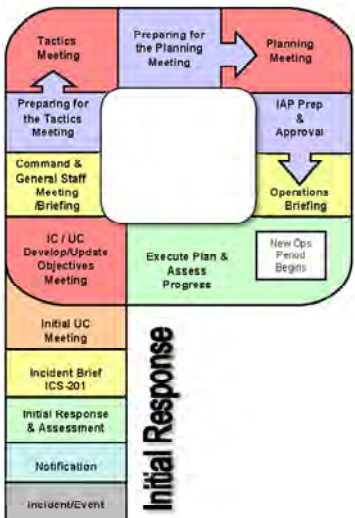 Tactics
Meeting
Preparing for
the Planning
Meeting
Planning
Meeting
Preparing for
the Tactics
Meeting
IAP Prep
&
Approval
Command &
General Staff
Meeting
/Briefing
Operations
Briefing
IC / UC
Develop/Update
Objectives
Meeting
Execute Plan &
Assess
Progress
New Ops
Period
Begins
Initial UC
Meeting
Incident Brief
ICS-201
Initial Response
& Assessment
Notification
Incident/Event
Initial Response